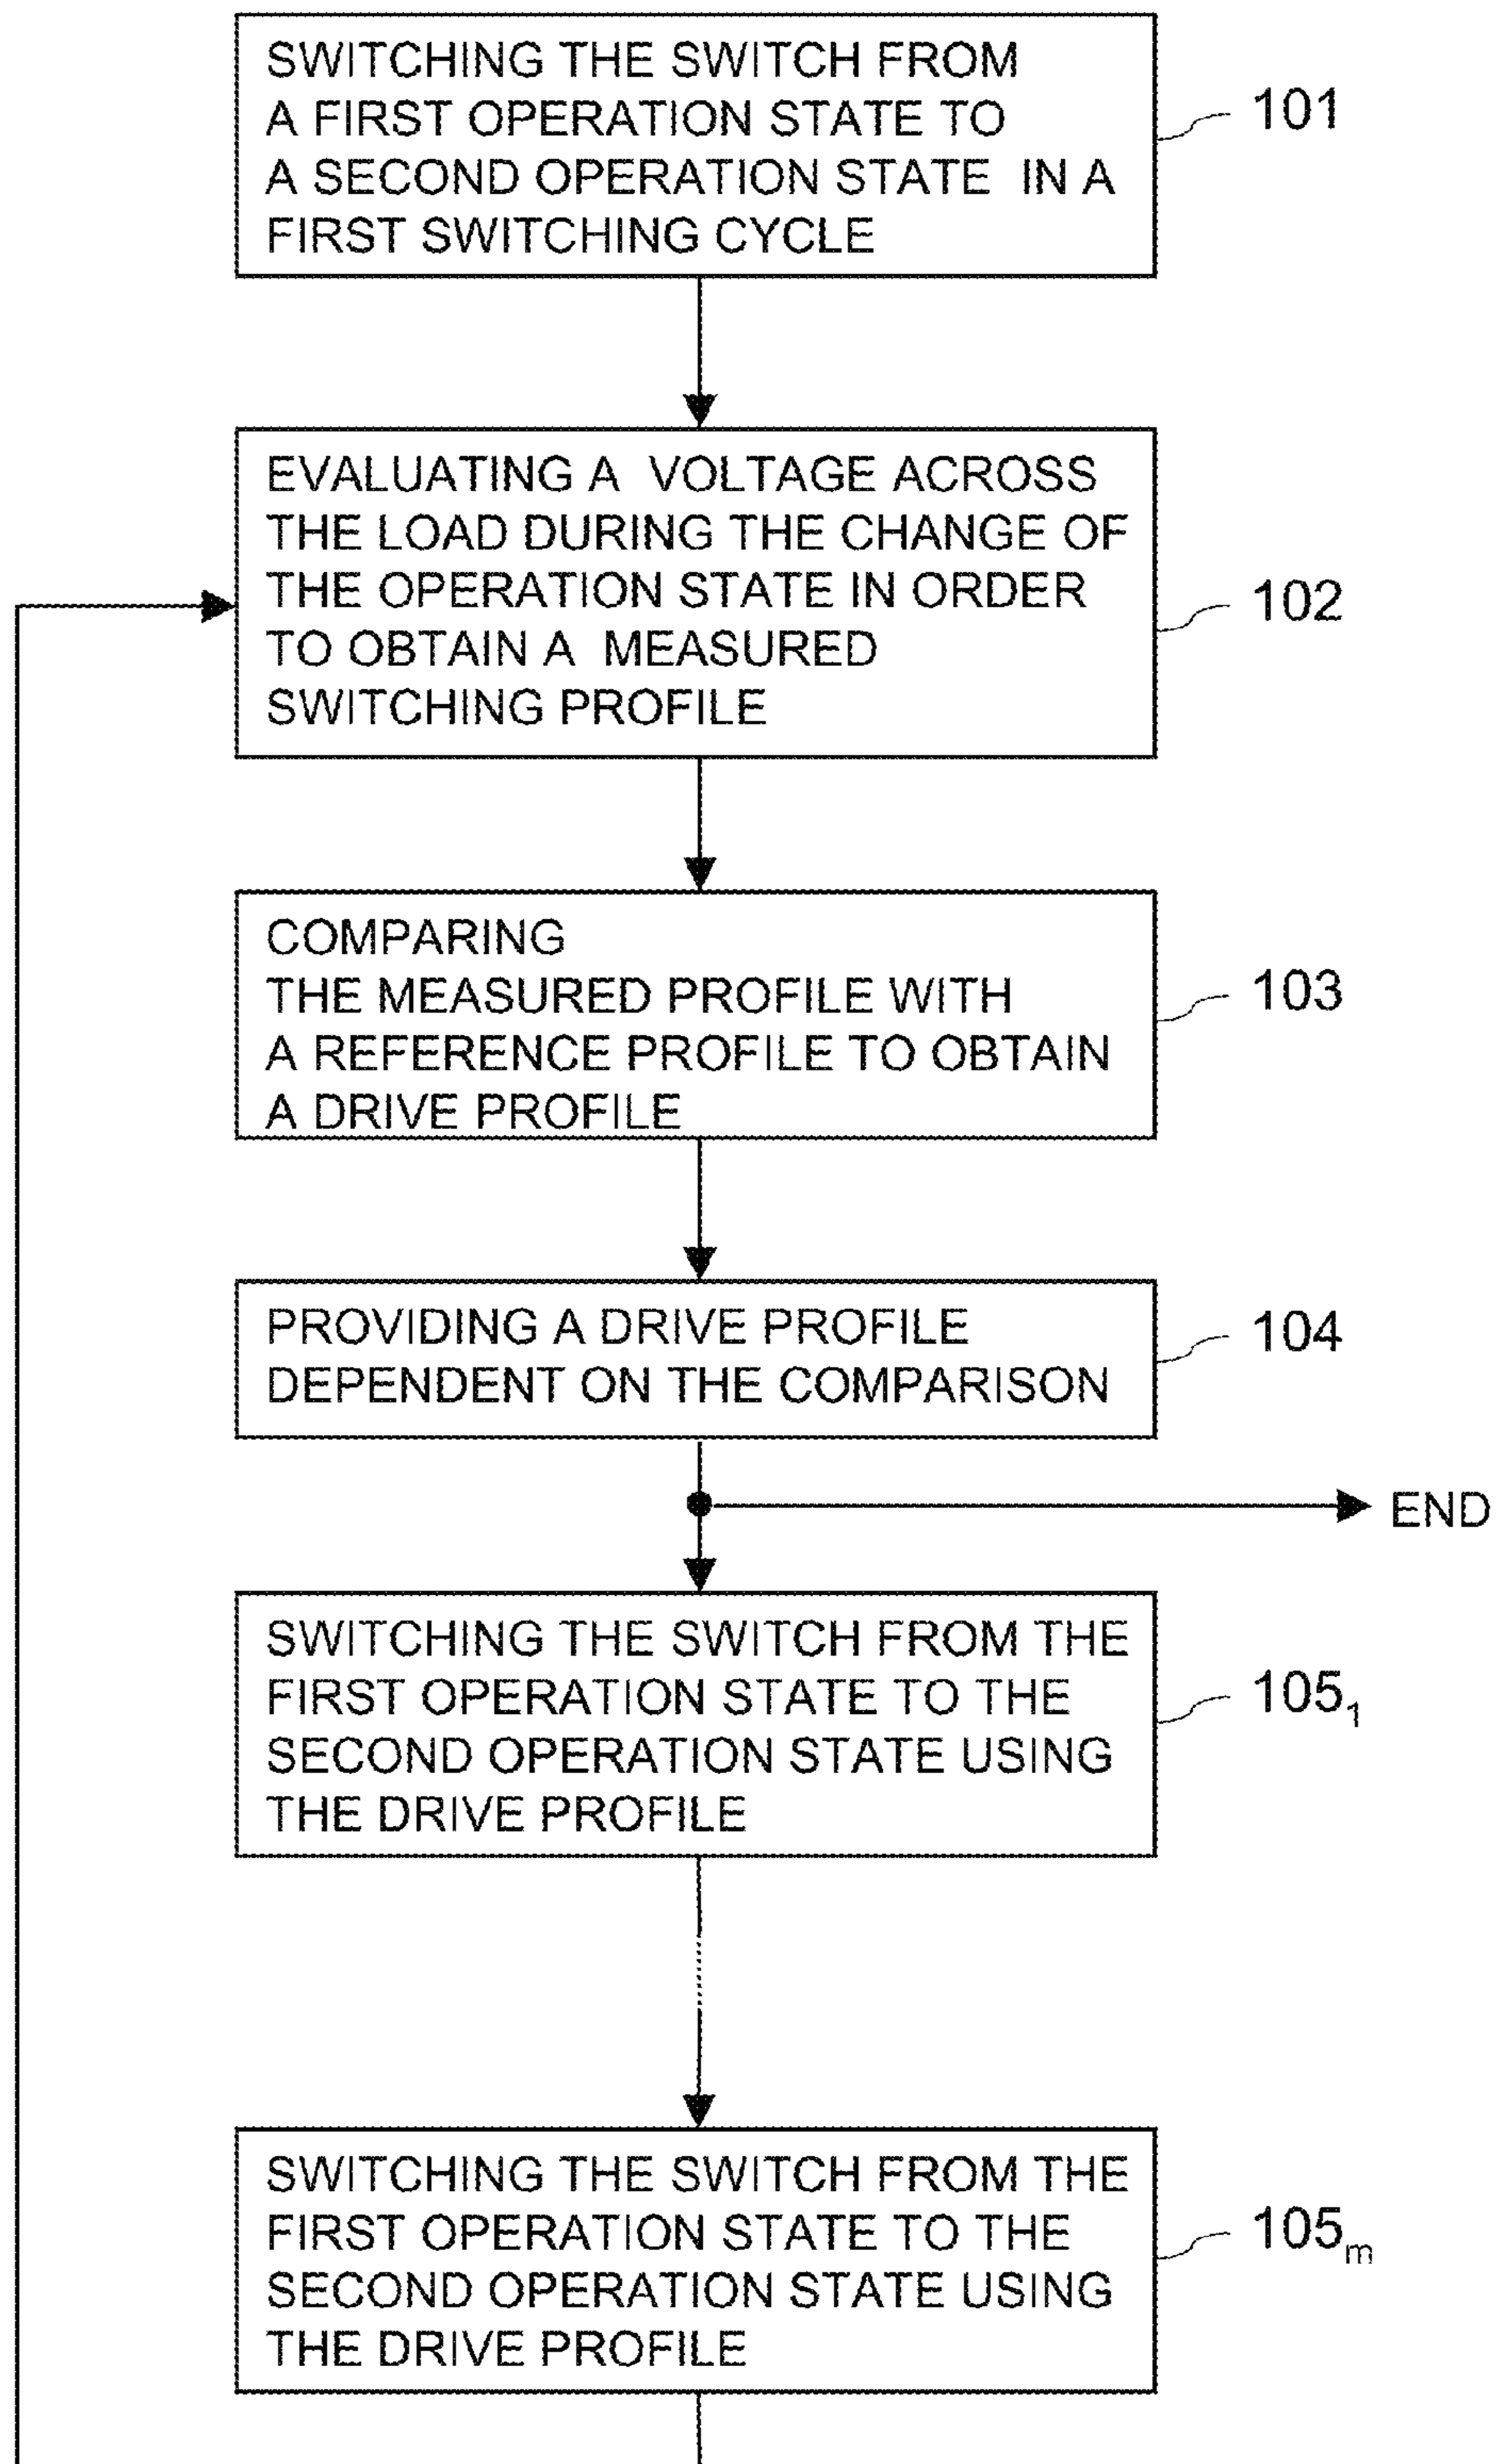 SWITCHING THE SWITCH FROM
A FIRST OPERATION STATE TO
A SECOND OPERATION STATE IN A
FIRST SWITCHING CYCLE
101
EVALUATING A VOLTAGE ACROSS
THE LOAD DURING THE CHANGE OF
THE OPERATION STATE IN ORDER
TO OBTAIN A MEASURED
SWITCHING PROFILE
102
COMPARING
THE MEASURED PROFILE WITH
A REFERENCE PROFILE TO OBTAIN
A DRIVE PROFILE
103
PROVIDING A DRIVE PROFILE
DEPENDENT ON THE COMPARISON
104
END
SWITCHING THE SWITCH FROM THE
FIRST OPERATION STATE TO THE
SECOND OPERATION STATE USING
THE DRIVE PROFILE
105₁
SWITCHING THE SWITCH FROM THE
FIRST OPERATION STATE TO THE
SECOND OPERATION STATE USING
THE DRIVE PROFILE
105ₘ